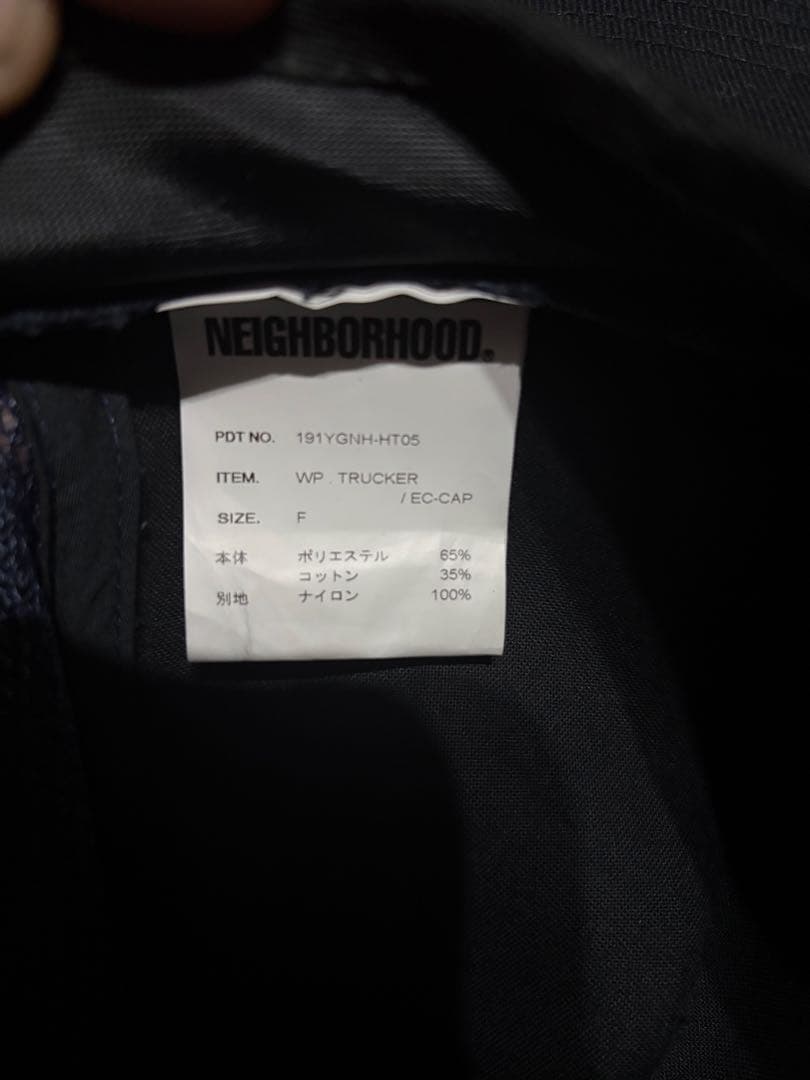 NEIGHBORHOOD®
PDT NO. 191YGNH-HT05
ITEM. WP . TRUCKER
/ EC-CAP
SIZE. F
本体 ポリエステル 65%
コットン 35%
別地 ナイロン 100%